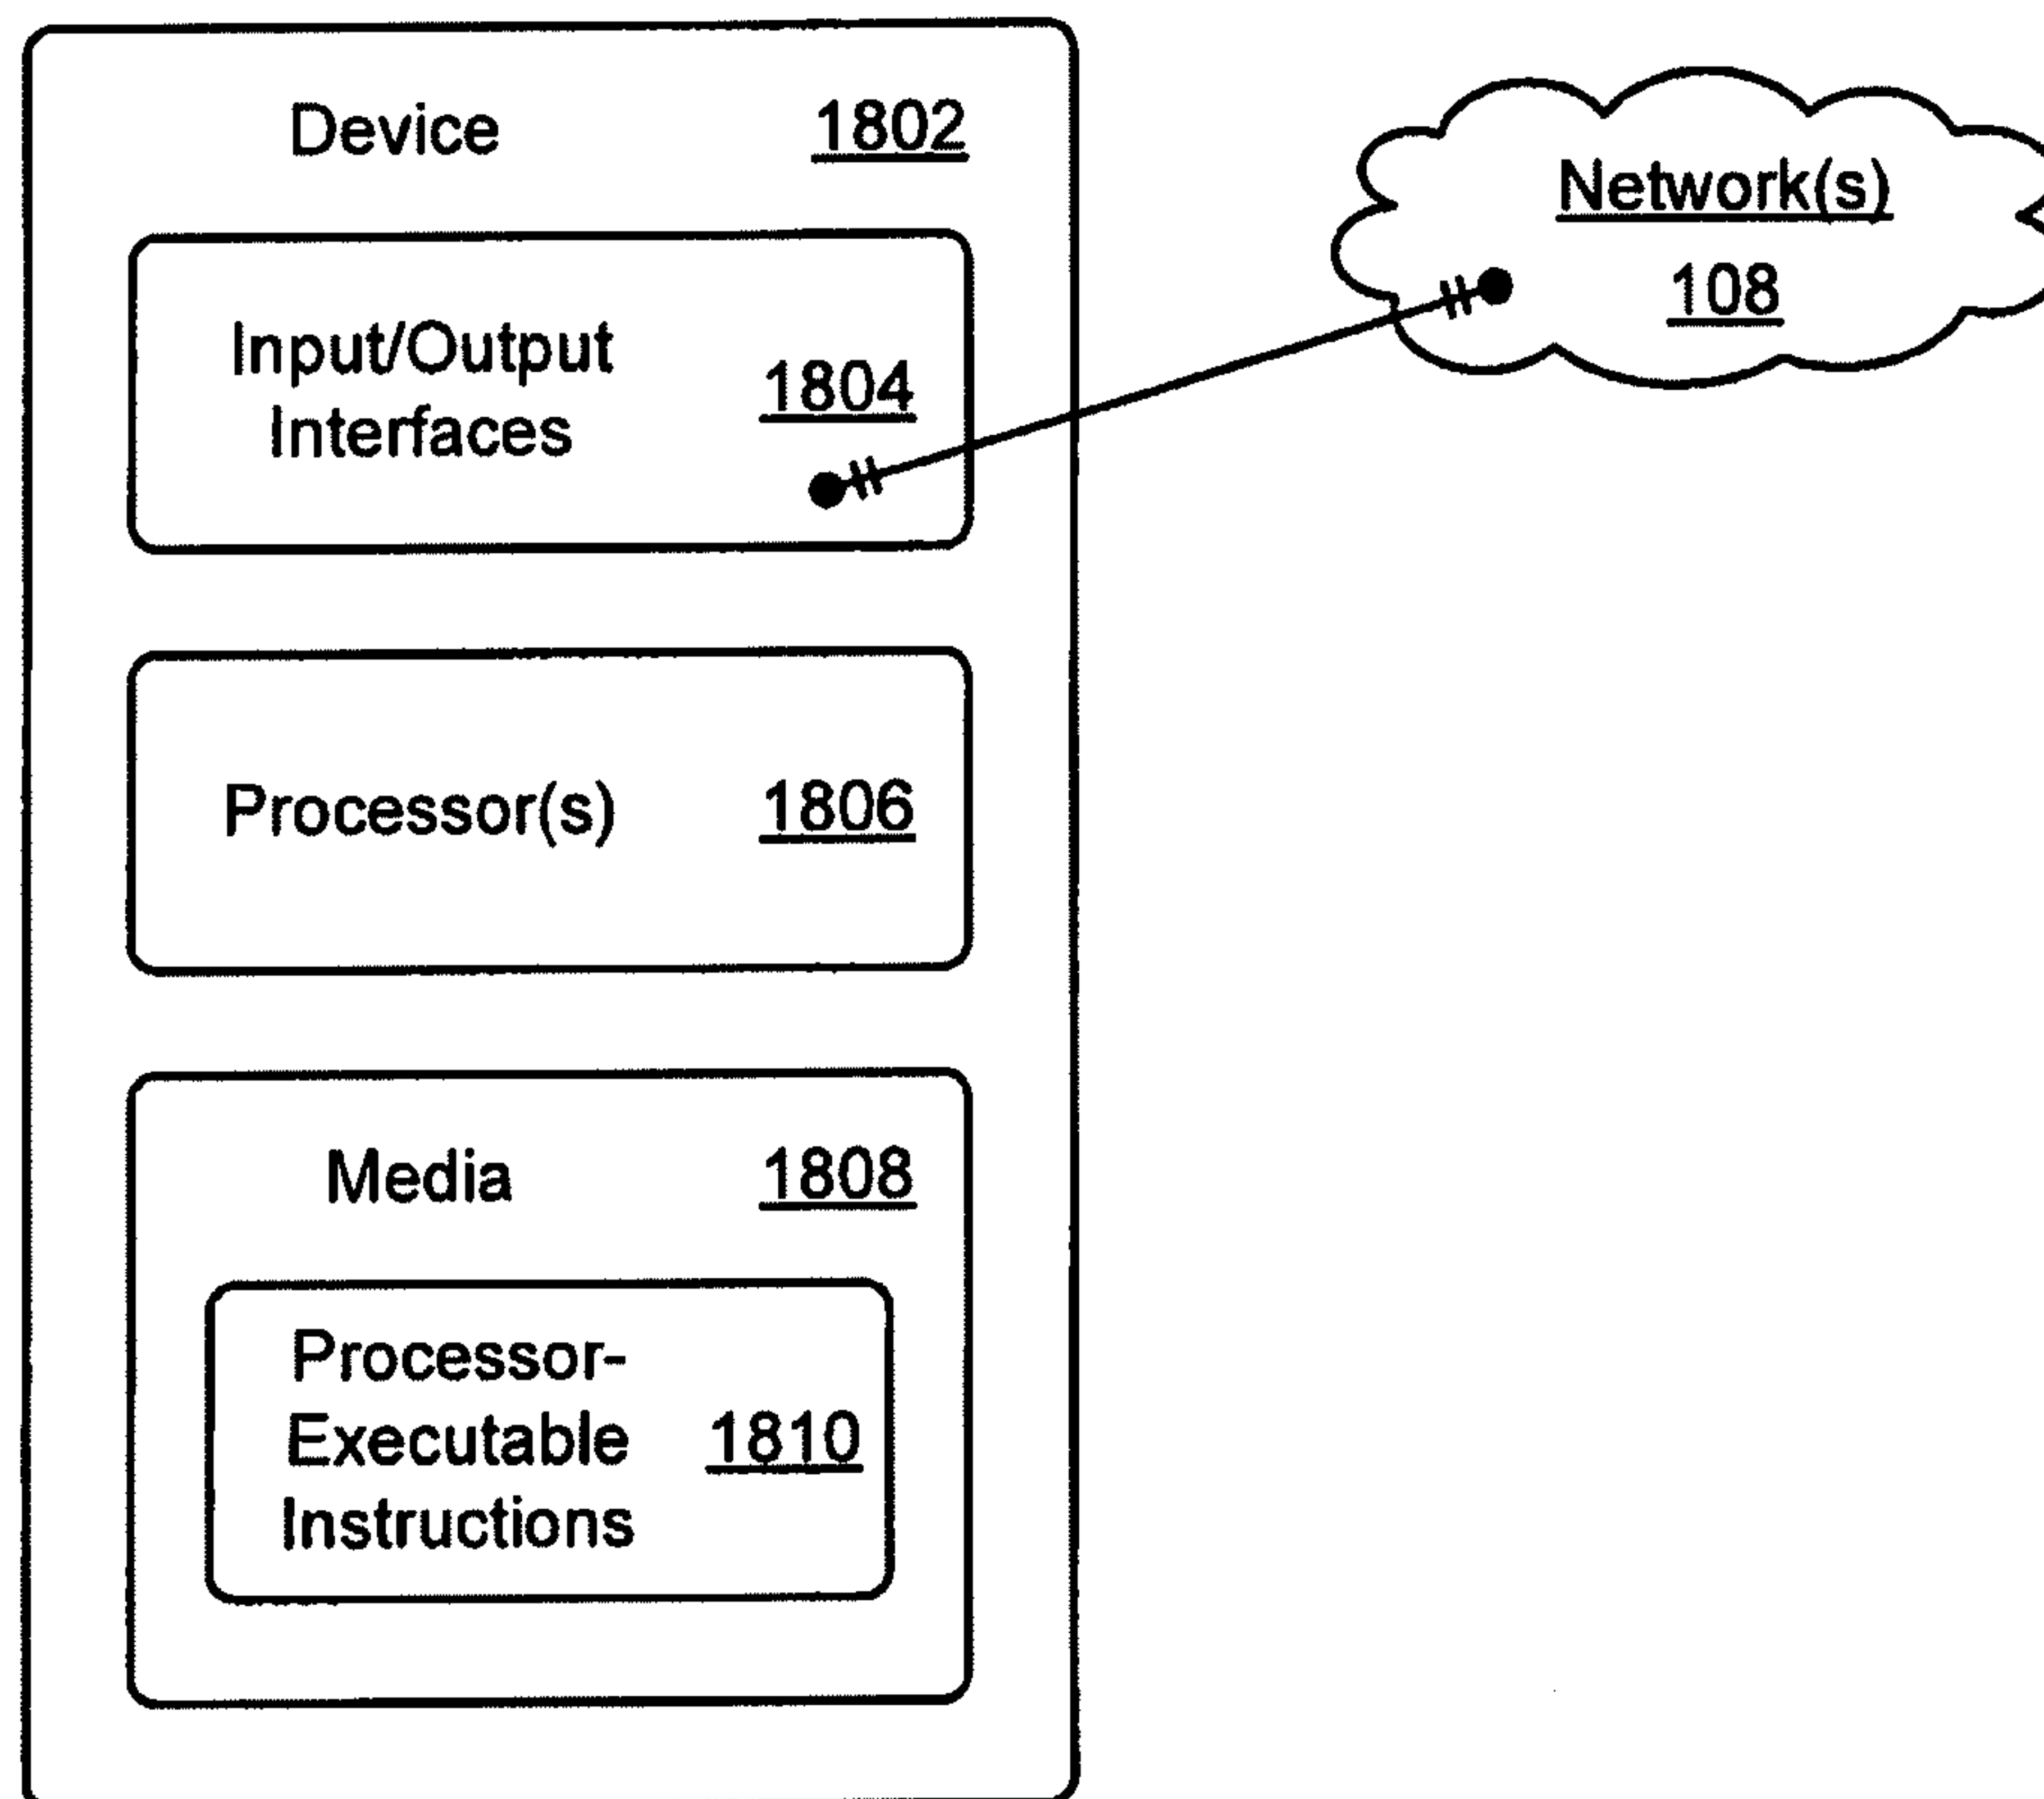 Device 1802
Network(s)
108
Input/Output
Interfaces 1804
Processor(s) 1806
Media 1808
Processor-
Executable 1810
Instructions